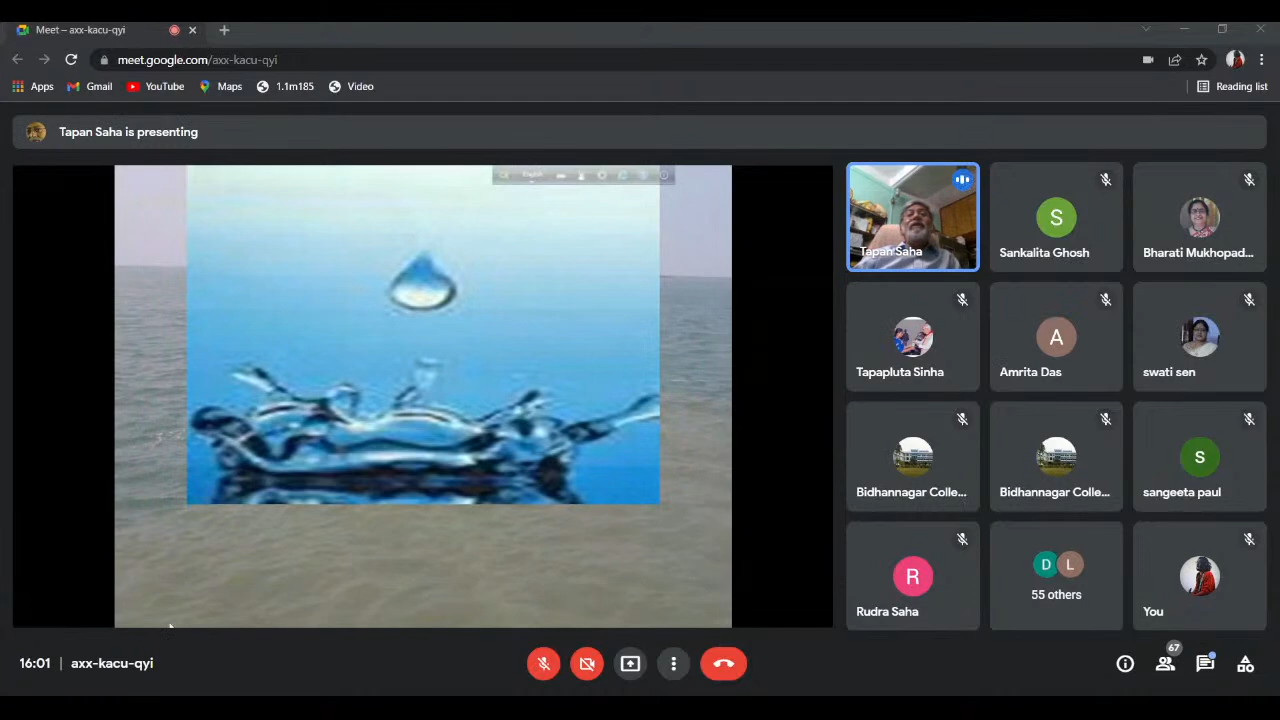 Meet – axx-kacu-qyi
meet.google.com/axx-kacu-qyi
Apps Gmail YouTube Maps 1.1m185 Video Reading list
Tapan Saha is presenting
English
Tapan Saha
S
Sankalita Ghosh
Bharati Mukhopad...
Tapapluta Sinha
A
Amrita Das
swati sen
Bidhannagar Colle...
Bidhannagar Colle...
S
sangeeta paul
R
Rudra Saha
D L
55 others
You
16:01 | axx-kacu-qyi
67